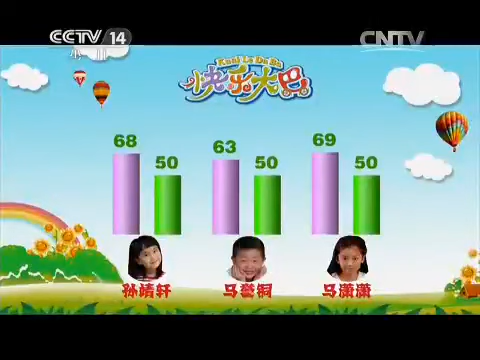 CCTV 14
少儿
CNTV
Kuai Le Da Ba
快乐大巴
68 50 63 50 69 50
孙靖轩 马誉桐 马潇潇